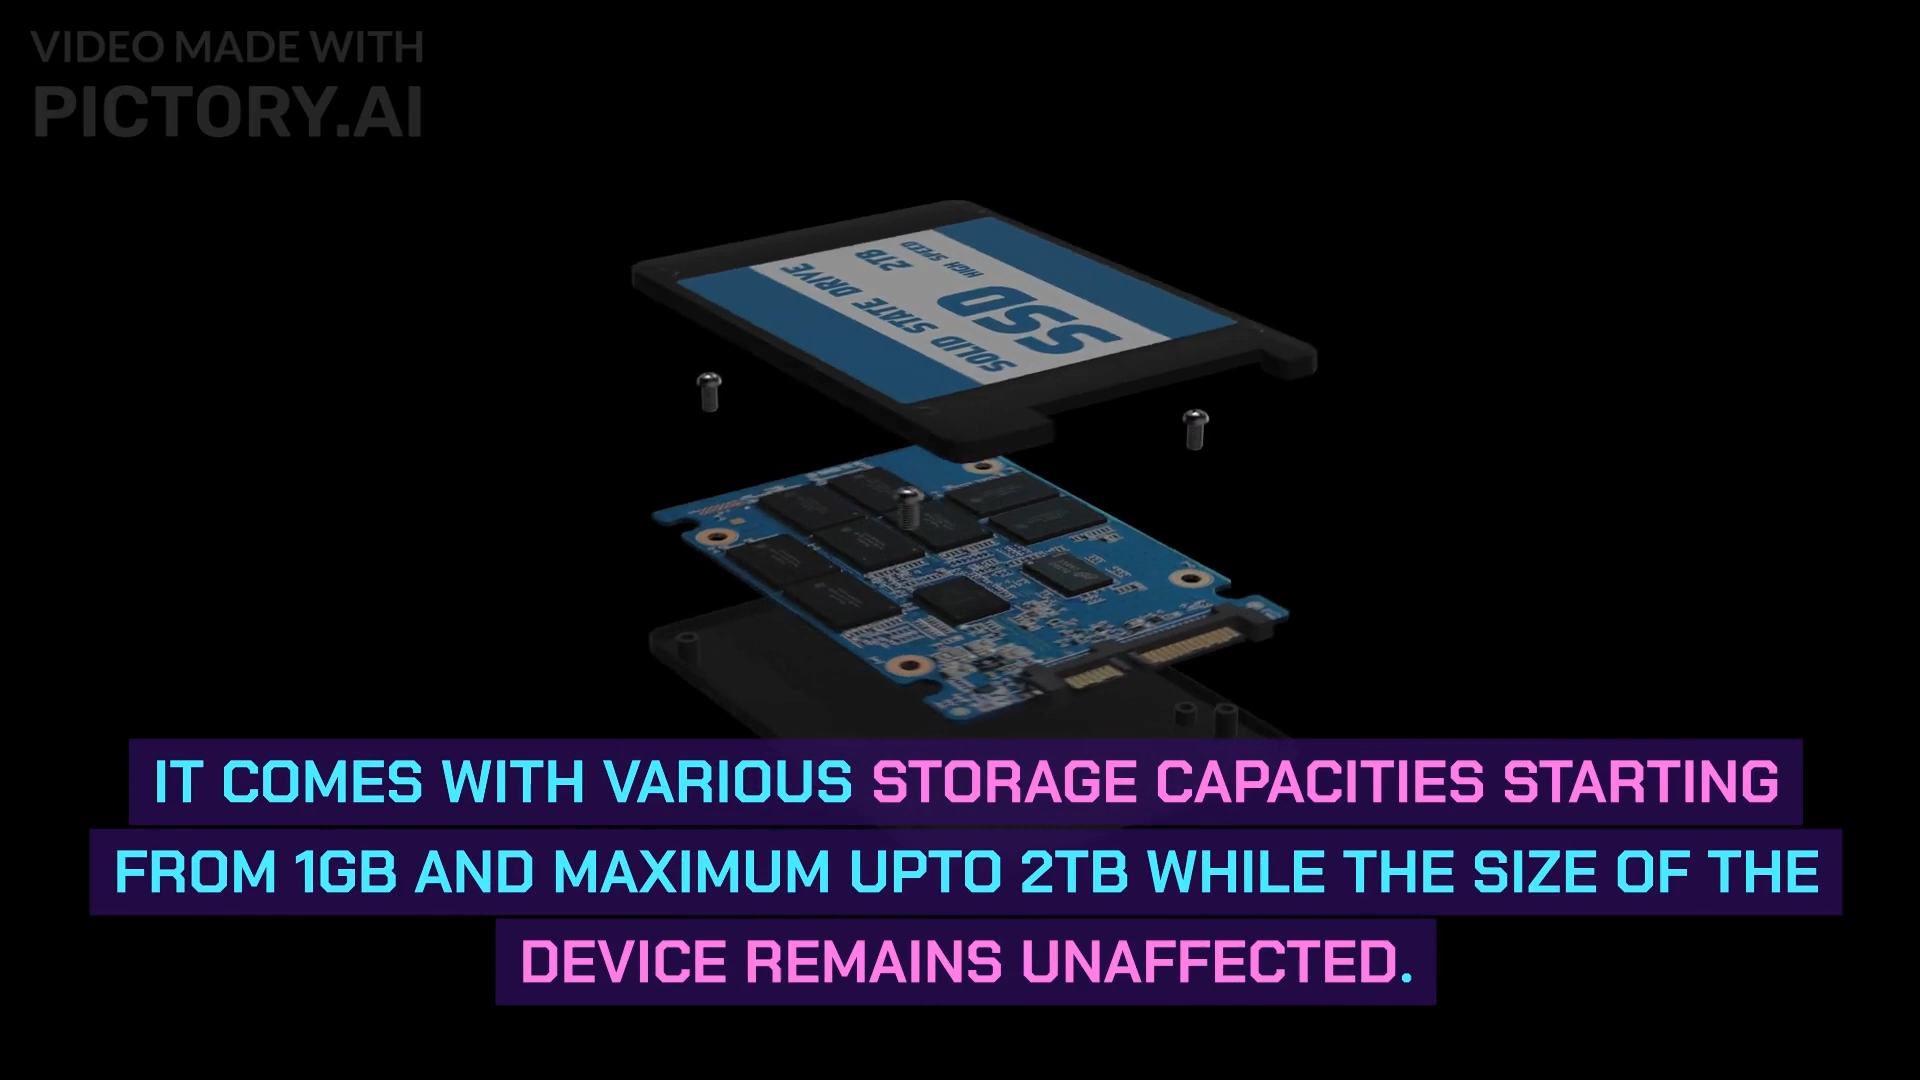 VIDEO MADE WITH
PICTORY.AI
SOLID STATE DRIVE
SSD
2TB
HIGH SPEED
IT COMES WITH VARIOUS STORAGE CAPACITIES STARTING
FROM 1GB AND MAXIMUM UPTO 2TB WHILE THE SIZE OF THE
DEVICE REMAINS UNAFFECTED.